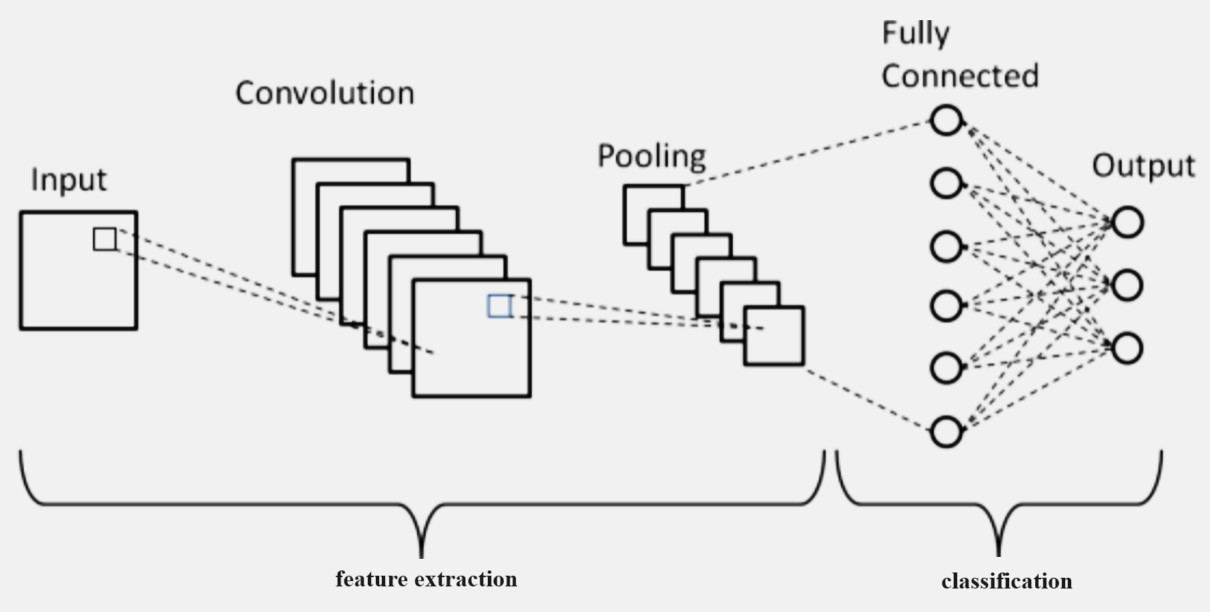 Input
Convolution
Pooling
Fully
Connected
Output
feature extraction
classification